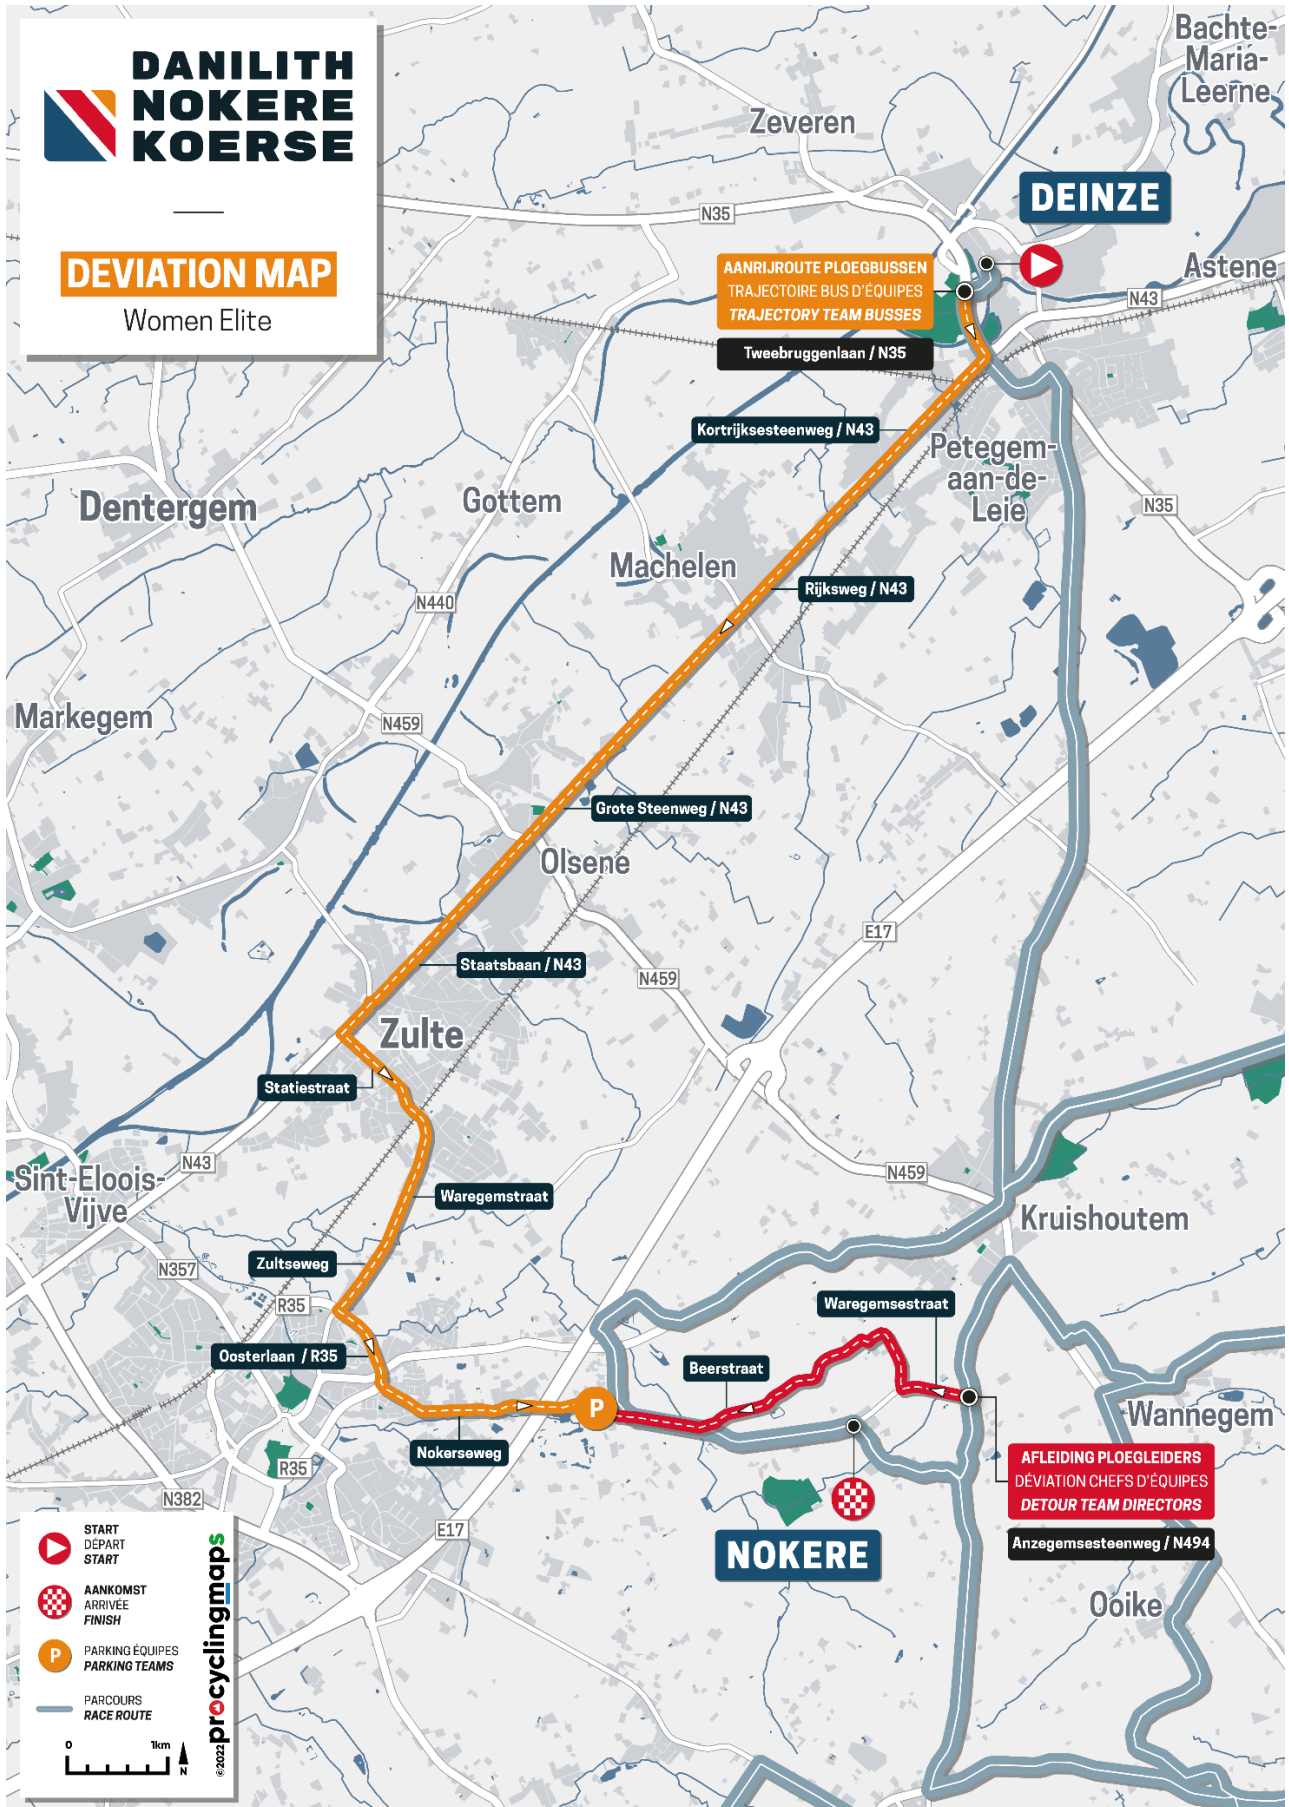 DANILITH
NOKERE
KOERSE
DEVIATION MAP
Women Elite
Bachte-
Maria-
Leerne
Zeveren
DEINZE
N35
AANRIJROUTE PLOEGBUSSEN
TRAJECTOIRE BUS D'ÉQUIPES
TRAJECTORY TEAM BUSSES
Astene
N43
Tweebruggenlaan / N35
Kortrijksesteenweg / N43
Petegem-
aan-de-
Leie
Dentergem
Gottem
N35
Machelen
Rijksweg / N43
N440
Markegem
N459
Grote Steenweg / N43
Olsene
E17
Staatsbaan / N43
N459
Zulte
Statiestraat
N43
Sint-Eloois-
Vijve
N459
Waregemstraat
Kruishoutem
Zultseweg
N357
R35
Waregemsestraat
Oosterlaan / R35
Beerstraat
P
Wannegem
Nokerseweg
R35
AFLEIDING PLOEGLEIDERS
DÉVIATION CHEFS D'ÉQUIPES
DETOUR TEAM DIRECTORS
N382
E17
NOKERE
Anzegemsesteenweg / N494
Ooike
START
DÉPART
START
AANKOMST
ARRIVÉE
FINISH
P
PARKING ÉQUIPES
PARKING TEAMS
PARCOURS
RACE ROUTE
0 1km
N
©2022 procyclingmaps